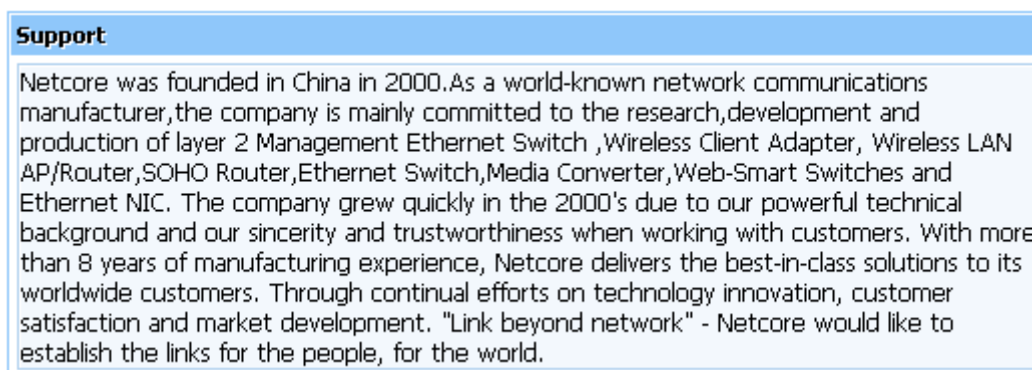 Support
Netcore was founded in China in 2000.As a world-known network communications
manufacturer,the company is mainly committed to the research,development and
production of layer 2 Management Ethernet Switch ,Wireless Client Adapter, Wireless LAN
AP/Router,SOHO Router,Ethernet Switch,Media Converter,Web-Smart Switches and
Ethernet NIC. The company grew quickly in the 2000's due to our powerful technical
background and our sincerity and trustworthiness when working with customers. With more
than 8 years of manufacturing experience, Netcore delivers the best-in-class solutions to its
worldwide customers. Through continual efforts on technology innovation, customer
satisfaction and market development. "Link beyond network" - Netcore would like to
establish the links for the people, for the world.